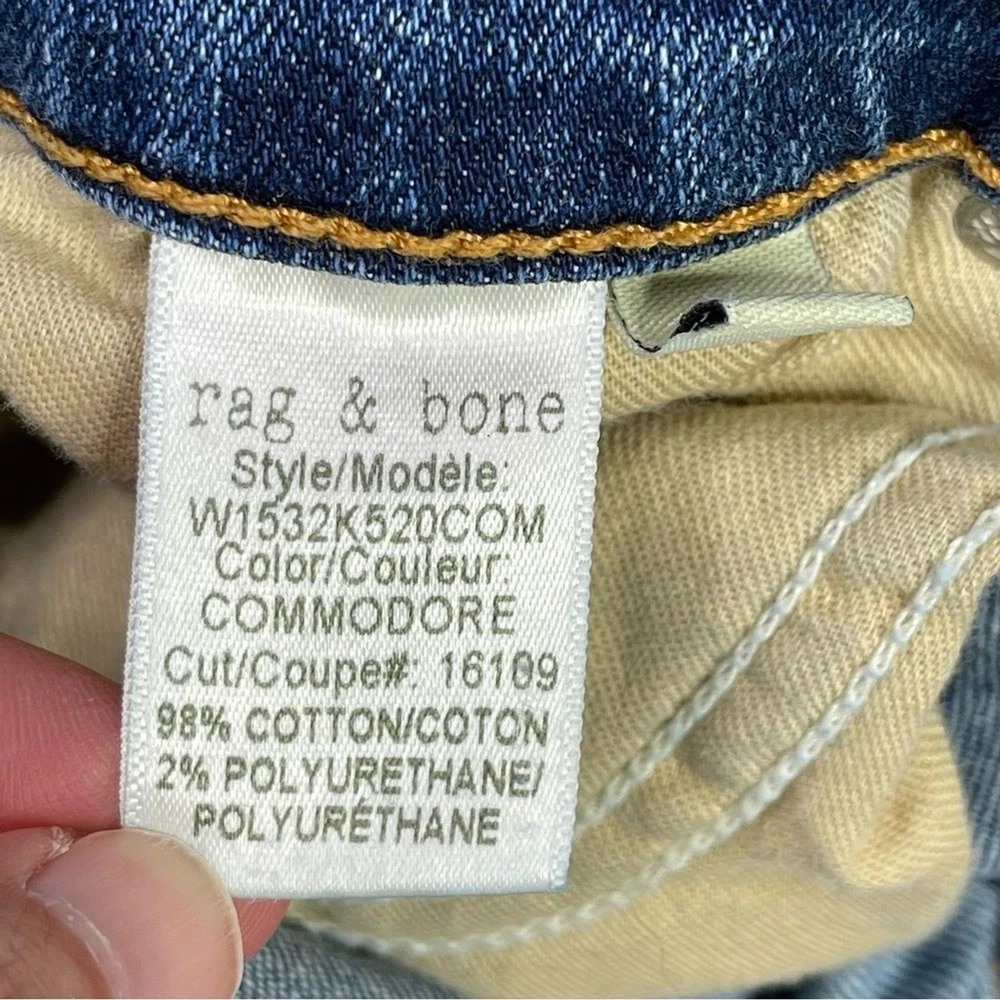 rag & bone
Style/Modèle:
W1532K520COM
Color/Couleur:
COMMODORE
Cut/Coupe#: 16109
98% COTTON/COTON
2% POLYURETHANE/
POLYURÉTHANE